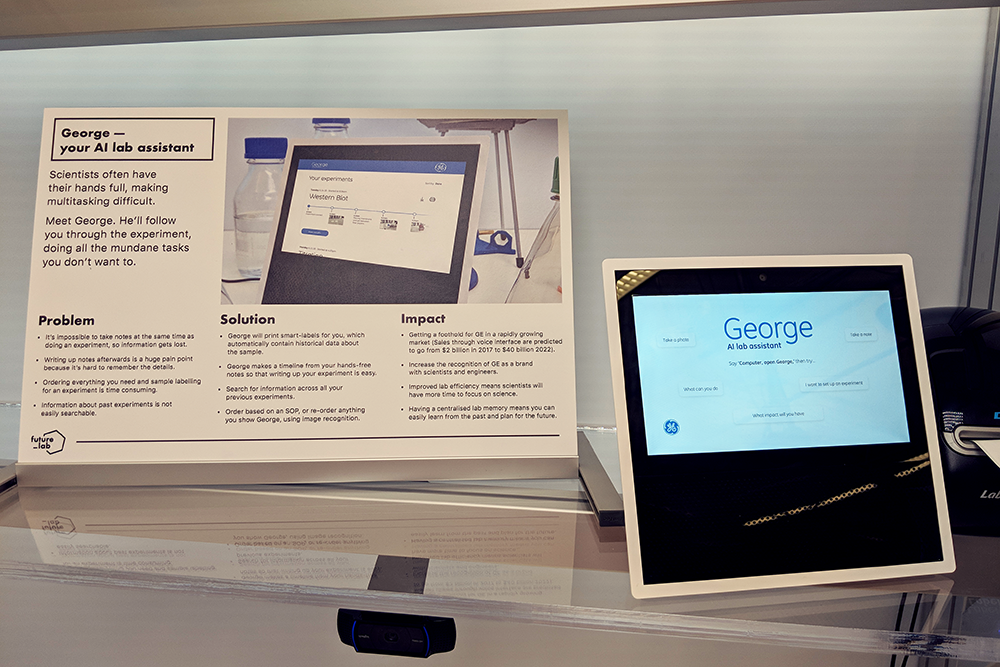 George —
your AI lab assistant
Scientists often have
their hands full, making
multitasking difficult.
Meet George. He'll follow
you through the experiment,
doing all the mundane tasks
you don't want to.
George
Your experiments
Western Blot
Problem
• It's impossible to take notes at the same time as
doing an experiment, so information gets lost.
• Writing up notes afterwards is a huge pain point
because it's hard to remember the details.
• Ordering everything you need and sample labelling
for an experiment is time consuming.
• Information about past experiments is not
easily searchable.
Solution
• George will print smart-labels for you, which
automatically contain historical data about
the sample.
• George makes a timeline from your hands-free
notes so that writing up your experiment is easy.
• Search for information across all your
previous experiments.
• Order based on an SOP, or re-order anything
you show George, using image recognition.
Impact
• Getting a foothold for GE in a rapidly growing
market (Sales through voice interface are predicted
to go from $2 billion in 2017 to $40 billion 2022).
• Increase the recognition of GE as a brand
with scientists and engineers.
• Improved lab efficiency means scientists will
have more time to focus on science.
• Having a centralised lab memory means you can
easily learn from the past and plan for the future.
future
_lab
George
AI lab assistant
Take a photo
Take a note
Say "Computer, open George," then try...
What can you do
I want to set up an experiment
What impact will you have
GE
Lab